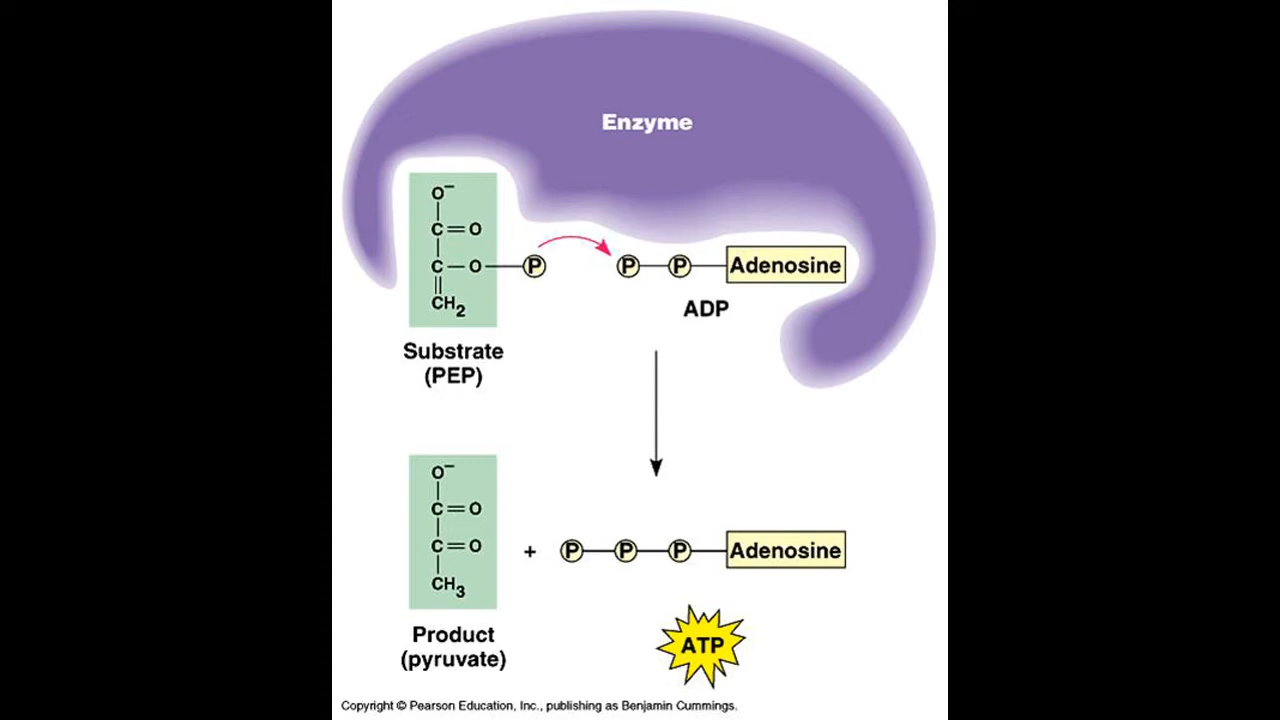 Enzyme
O⁻
C=O
C—O—P
CH₂
P—P—Adenosine
ADP
Substrate
(PEP)
O⁻
C=O
C=O
CH₃
+
P—P—P—Adenosine
Product
(pyruvate)
ATP
Copyright © Pearson Education, Inc., publishing as Benjamin Cummings.